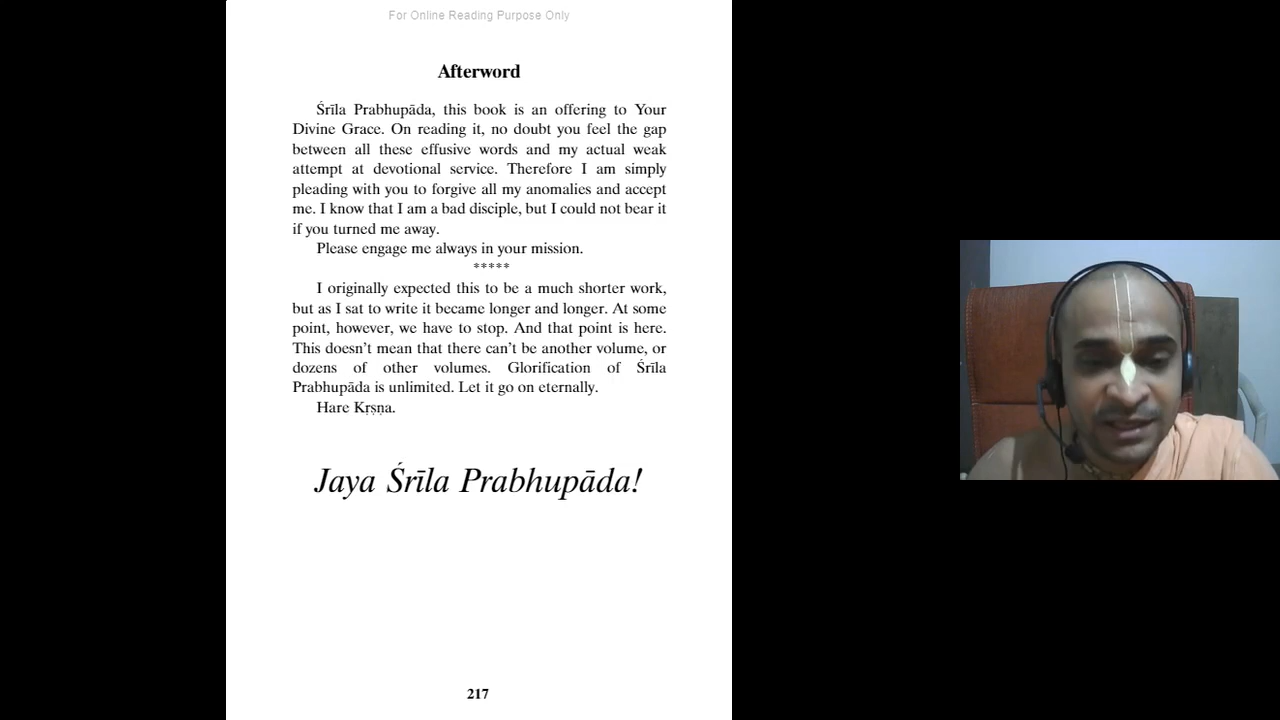 For Online Reading Purpose Only
Afterword
Śrīla Prabhupāda, this book is an offering to Your
Divine Grace. On reading it, no doubt you feel the gap
between all these effusive words and my actual weak
attempt at devotional service. Therefore I am simply
pleading with you to forgive all my anomalies and accept
me. I know that I am a bad disciple, but I could not bear it
if you turned me away.
Please engage me always in your mission.
*****
I originally expected this to be a much shorter work,
but as I sat to write it became longer and longer. At some
point, however, we have to stop. And that point is here.
This doesn’t mean that there can’t be another volume, or
dozens of other volumes. Glorification of Śrīla
Prabhupāda is unlimited. Let it go on eternally.
Hare Kṛṣṇa.
Jaya Śrīla Prabhupāda!
217